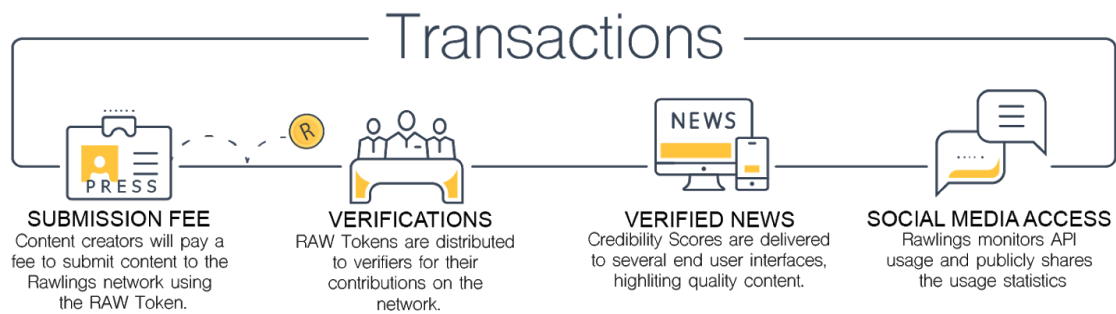 Transactions
R
PRESS
NEWS
SUBMISSION FEE
Content creators will pay a
fee to submit content to the
Rawlings network using
the RAW Token.
VERIFICATIONS
RAW Tokens are distributed
to verifiers for their
contributions on the
network.
VERIFIED NEWS
Credibility Scores are delivered
to several end user interfaces,
highliting quality content.
SOCIAL MEDIA ACCESS
Rawlings monitors API
usage and publicly shares
the usage statistics